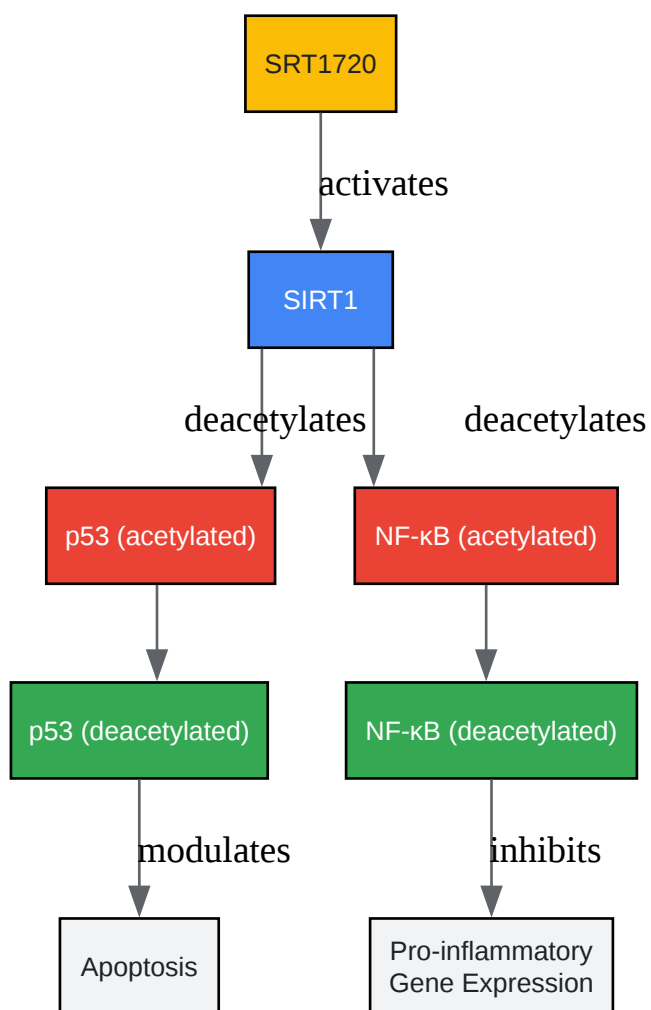 SRT1720
activates
SIRT1
deacetylates
deacetylates
p53 (acetylated)
NF-κB (acetylated)
p53 (deacetylated)
NF-κB (deacetylated)
modulates
inhibits
Apoptosis
Pro-inflammatory
Gene Expression